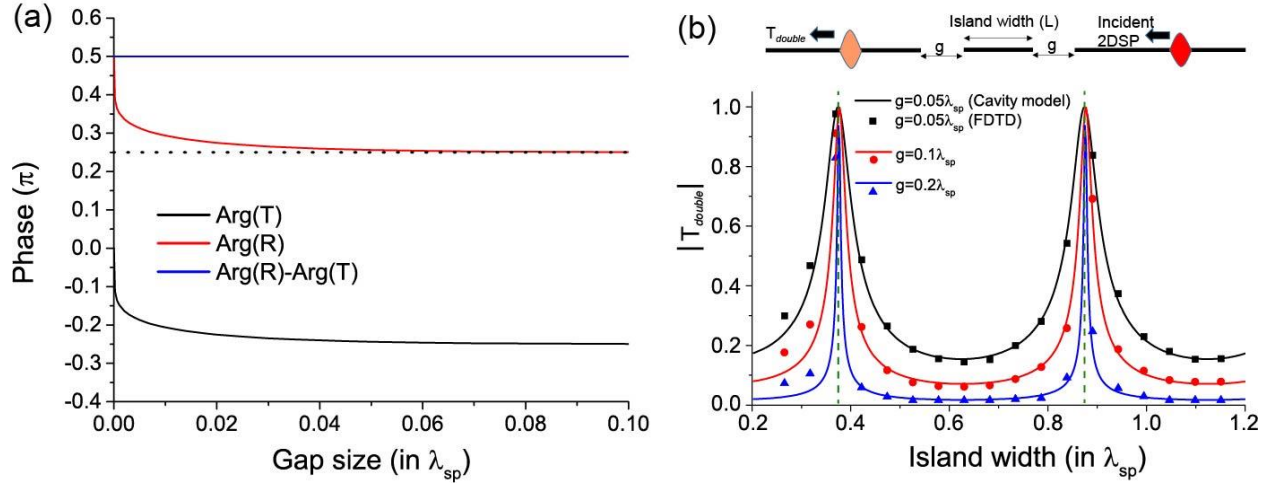 (a)
0.6
0.5
0.4
0.3
0.2
0.1
0.0
-0.1
-0.2
-0.3
-0.4
Phase (π)
Arg(T)
Arg(R)
Arg(R)-Arg(T)
0.00 0.02 0.04 0.06 0.08 0.10
Gap size (in λsp)
(b)
Tdouble
g
Island width (L)
g
Incident
2DSP
g=0.05λsp (Cavity model)
g=0.05λsp (FDTD)
g=0.1λsp
g=0.2λsp
1.0
0.8
0.6
0.4
0.2
0.0
|Tdouble|
0.2 0.4 0.6 0.8 1.0 1.2
Island width (in λsp)